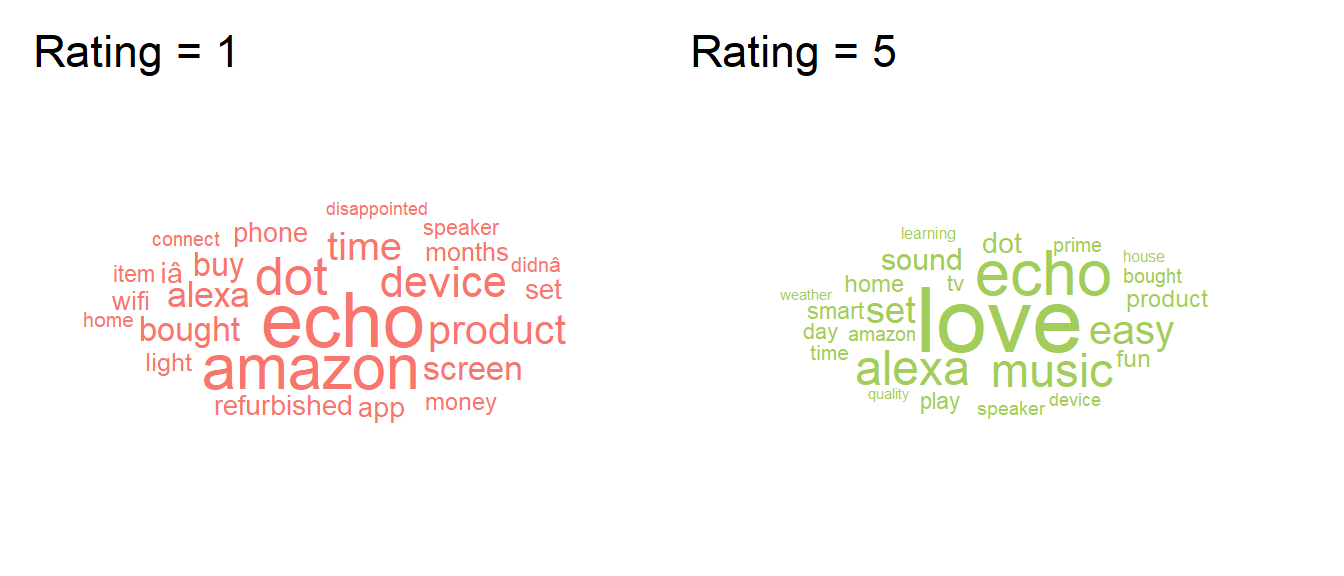 Rating = 1
disappointed
connect phone time speaker
months
item iâ buy dot device didnâ
set
wifi alexa
home bought echo product
light amazon screen
refurbished app money
Rating = 5
learning dot prime
sound echo house
home tv bought
weather product
smart set love
day amazon easy
time alexa music fun
quality play speaker device